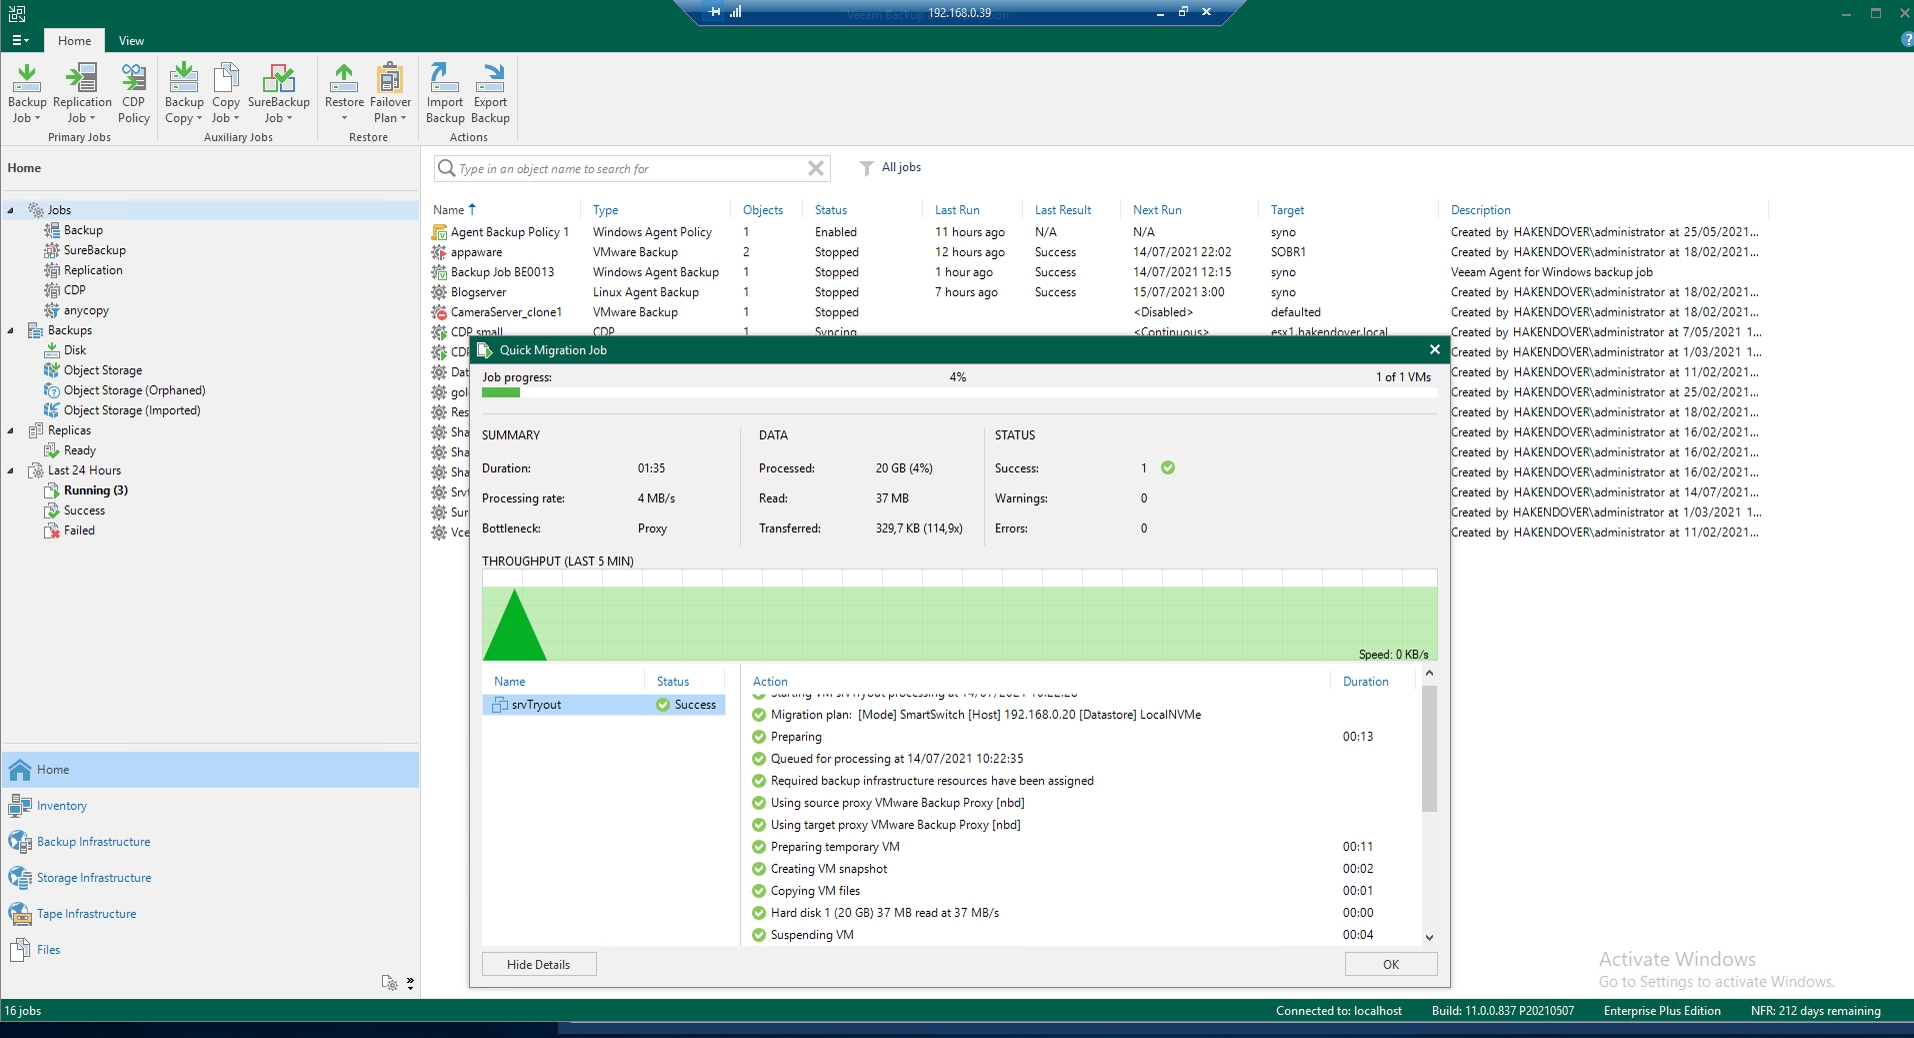 192.168.0.39
Home View
Backup Job Replication Job CDP Policy Backup Copy Copy Job SureBackup Job Restore Failover Plan Import Backup Export Backup
Primary Jobs Auxiliary Jobs Restore Actions
Home
Type in an object name to search for All jobs
Jobs
Backup
SureBackup
Replication
CDP
anycopy
Backups
Disk
Object Storage
Object Storage (Orphaned)
Object Storage (Imported)
Replicas
Ready
Last 24 Hours
Running (3)
Success
Failed
Home
Inventory
Backup Infrastructure
Storage Infrastructure
Tape Infrastructure
Files
Name Type Objects Status Last Run Last Result Next Run Target Description
Agent Backup Policy 1 Windows Agent Policy 1 Enabled 11 hours ago N/A N/A syno Created by HAKENDOVER\administrator at 25/05/2021...
appaware VMware Backup 2 Stopped 12 hours ago Success 14/07/2021 22:02 SOBR1 Created by HAKENDOVER\administrator at 18/02/2021...
Backup Job BE0013 Windows Agent Backup 1 Stopped 1 hour ago Success 14/07/2021 12:15 syno Veeam Agent for Windows backup job
Blogserver Linux Agent Backup 1 Stopped 7 hours ago Success 15/07/2021 3:00 syno Created by HAKENDOVER\administrator at 18/02/2021...
CameraServer_clone1 VMware Backup 1 Stopped <Disabled> defaulted Created by HAKENDOVER\administrator at 18/02/2021...
CDP small CDP 1 Syncing <Continuous> esx1.hakendover.local Created by HAKENDOVER\administrator at 7/05/2021 1...
CDP Created by HAKENDOVER\administrator at 1/03/2021 1...
Dat Created by HAKENDOVER\administrator at 11/02/2021...
gol Created by HAKENDOVER\administrator at 25/02/2021...
Res Created by HAKENDOVER\administrator at 18/02/2021...
Sha Created by HAKENDOVER\administrator at 16/02/2021...
Sha Created by HAKENDOVER\administrator at 16/02/2021...
Sha Created by HAKENDOVER\administrator at 16/02/2021...
Srv Created by HAKENDOVER\administrator at 14/07/2021...
Sur Created by HAKENDOVER\administrator at 1/03/2021 1...
Vce Created by HAKENDOVER\administrator at 11/02/2021...
Quick Migration Job
Job progress: 4% 1 of 1 VMs
SUMMARY DATA STATUS
Duration: 01:35 Processed: 20 GB (4%) Success: 1
Processing rate: 4 MB/s Read: 37 MB Warnings: 0
Bottleneck: Proxy Transferred: 329,7 KB (114,9x) Errors: 0
THROUGHPUT (LAST 5 MIN)
Speed: 0 KB/s
Name Status Action Duration
srvTryout Success
Starting VM srvTryout processing at 14/07/2021 10:22:28
Migration plan: [Mode] SmartSwitch [Host] 192.168.0.20 [Datastore] LocalNVMe
Preparing 00:13
Queued for processing at 14/07/2021 10:22:35
Required backup infrastructure resources have been assigned
Using source proxy VMware Backup Proxy [nbd]
Using target proxy VMware Backup Proxy [nbd]
Preparing temporary VM 00:11
Creating VM snapshot 00:02
Copying VM files 00:01
Hard disk 1 (20 GB) 37 MB read at 37 MB/s 00:00
Suspending VM 00:04
Hide Details OK
Activate Windows
Go to Settings to activate Windows.
16 jobs Connected to: localhost Build: 11.0.0.837 P20210507 Enterprise Plus Edition NFR: 212 days remaining